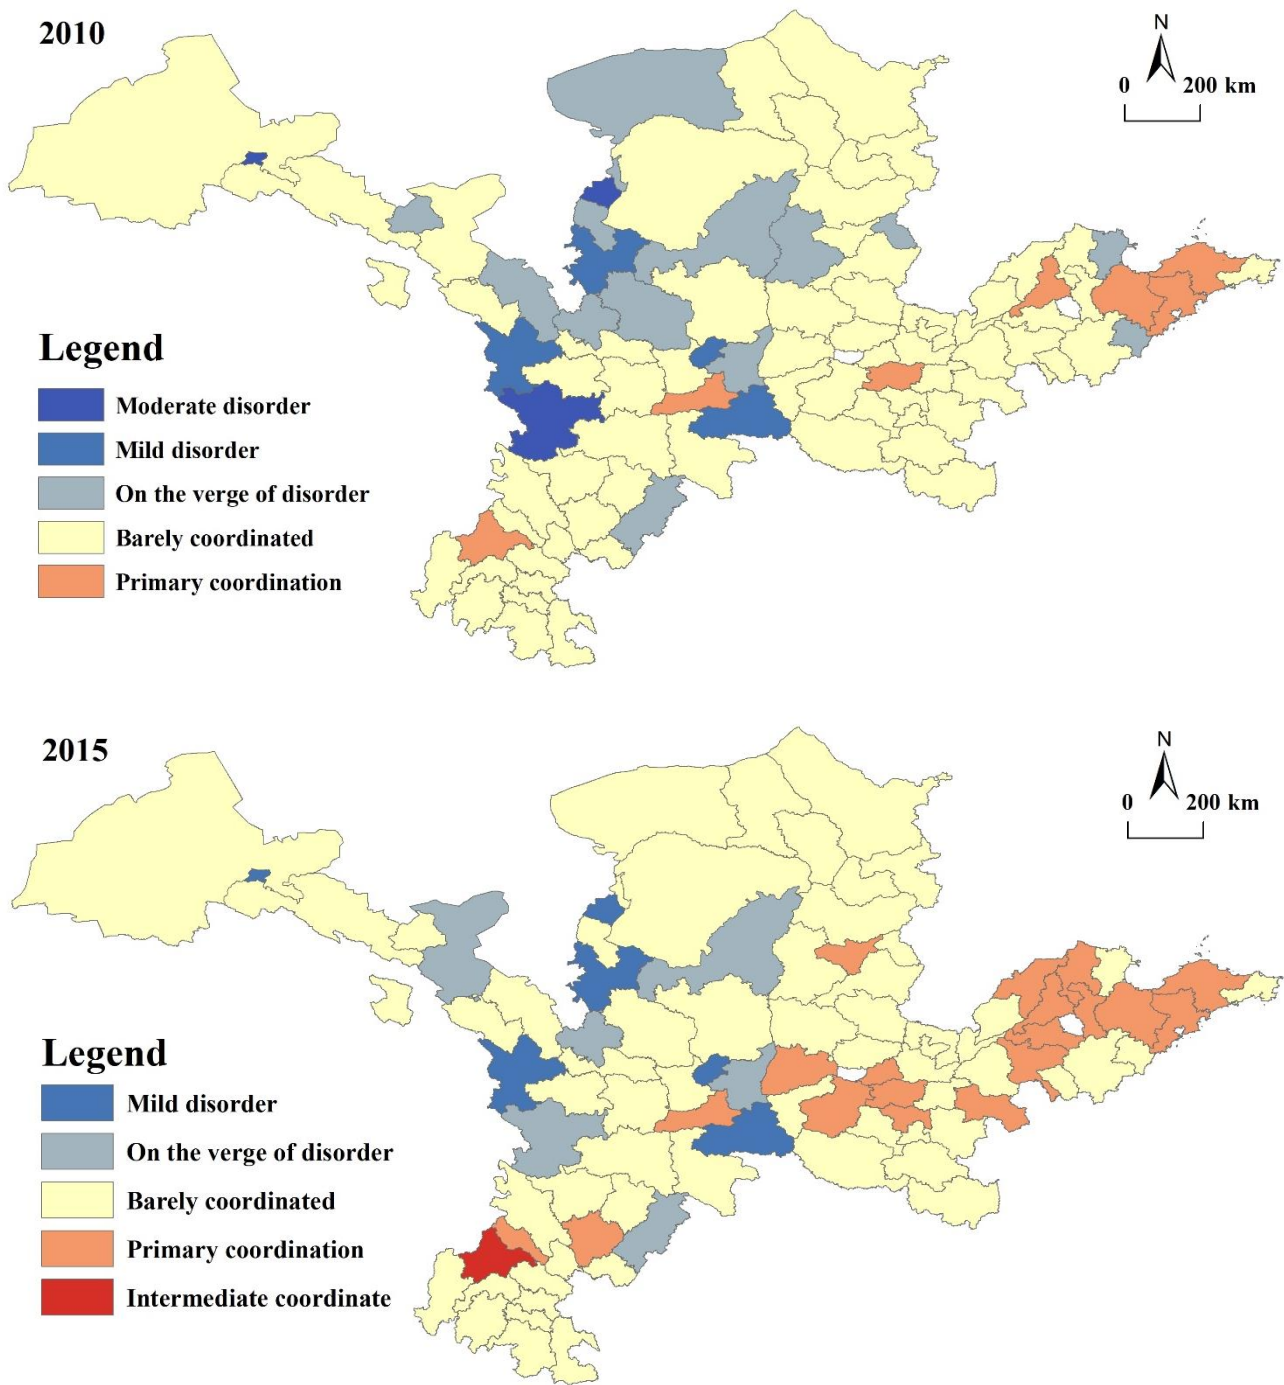 2010
N
0 200 km
Legend
Moderate disorder
Mild disorder
On the verge of disorder
Barely coordinated
Primary coordination
2015
N
0 200 km
Legend
Mild disorder
On the verge of disorder
Barely coordinated
Primary coordination
Intermediate coordinate